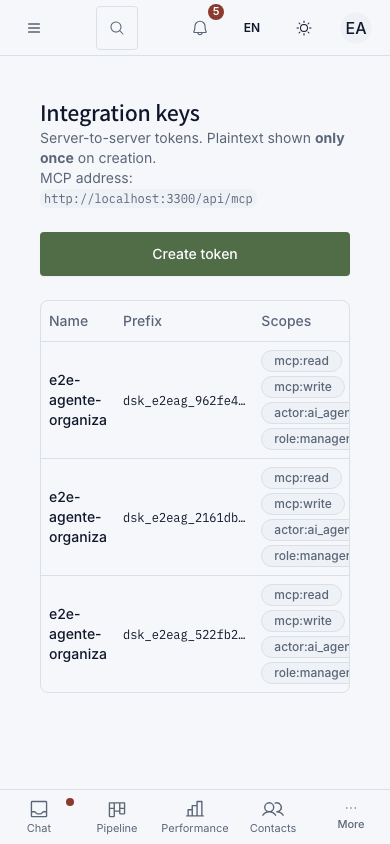 5
EN
EA
Integration keys
Server-to-server tokens. Plaintext shown only
once on creation.
MCP address:
http://localhost:3300/api/mcp
Create token
Name Prefix Scopes
e2e-
agente-
organiza
dsk_e2eag_962fe4…
mcp:read
mcp:write
actor:ai_agen
role:manager
e2e-
agente-
organiza
dsk_e2eag_2161db…
mcp:read
mcp:write
actor:ai_agen
role:manager
e2e-
agente-
organiza
dsk_e2eag_522fb2…
mcp:read
mcp:write
actor:ai_agen
role:manager
Chat Pipeline Performance Contacts More